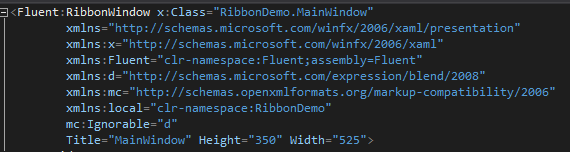 <Fluent:RibbonWindow x:Class="RibbonDemo.MainWindow"
xmlns="http://schemas.microsoft.com/winfx/2006/xaml/presentation"
xmlns:x="http://schemas.microsoft.com/winfx/2006/xaml"
xmlns:Fluent="clr-namespace:Fluent;assembly=Fluent"
xmlns:d="http://schemas.microsoft.com/expression/blend/2008"
xmlns:mc="http://schemas.openxmlformats.org/markup-compatibility/2006"
xmlns:local="clr-namespace:RibbonDemo"
mc:Ignorable="d"
Title="MainWindow" Height="350" Width="525">